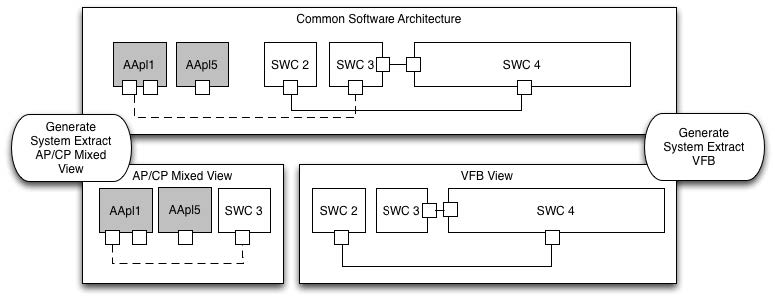 Common Software Architecture
AApl1
AApl5
SWC 2
SWC 3
SWC 4
Generate
System Extract
AP/CP Mixed
View
Generate
System Extract
VFB
AP/CP Mixed View
AApl1
AApl5
SWC 3
VFB View
SWC 2
SWC 3
SWC 4